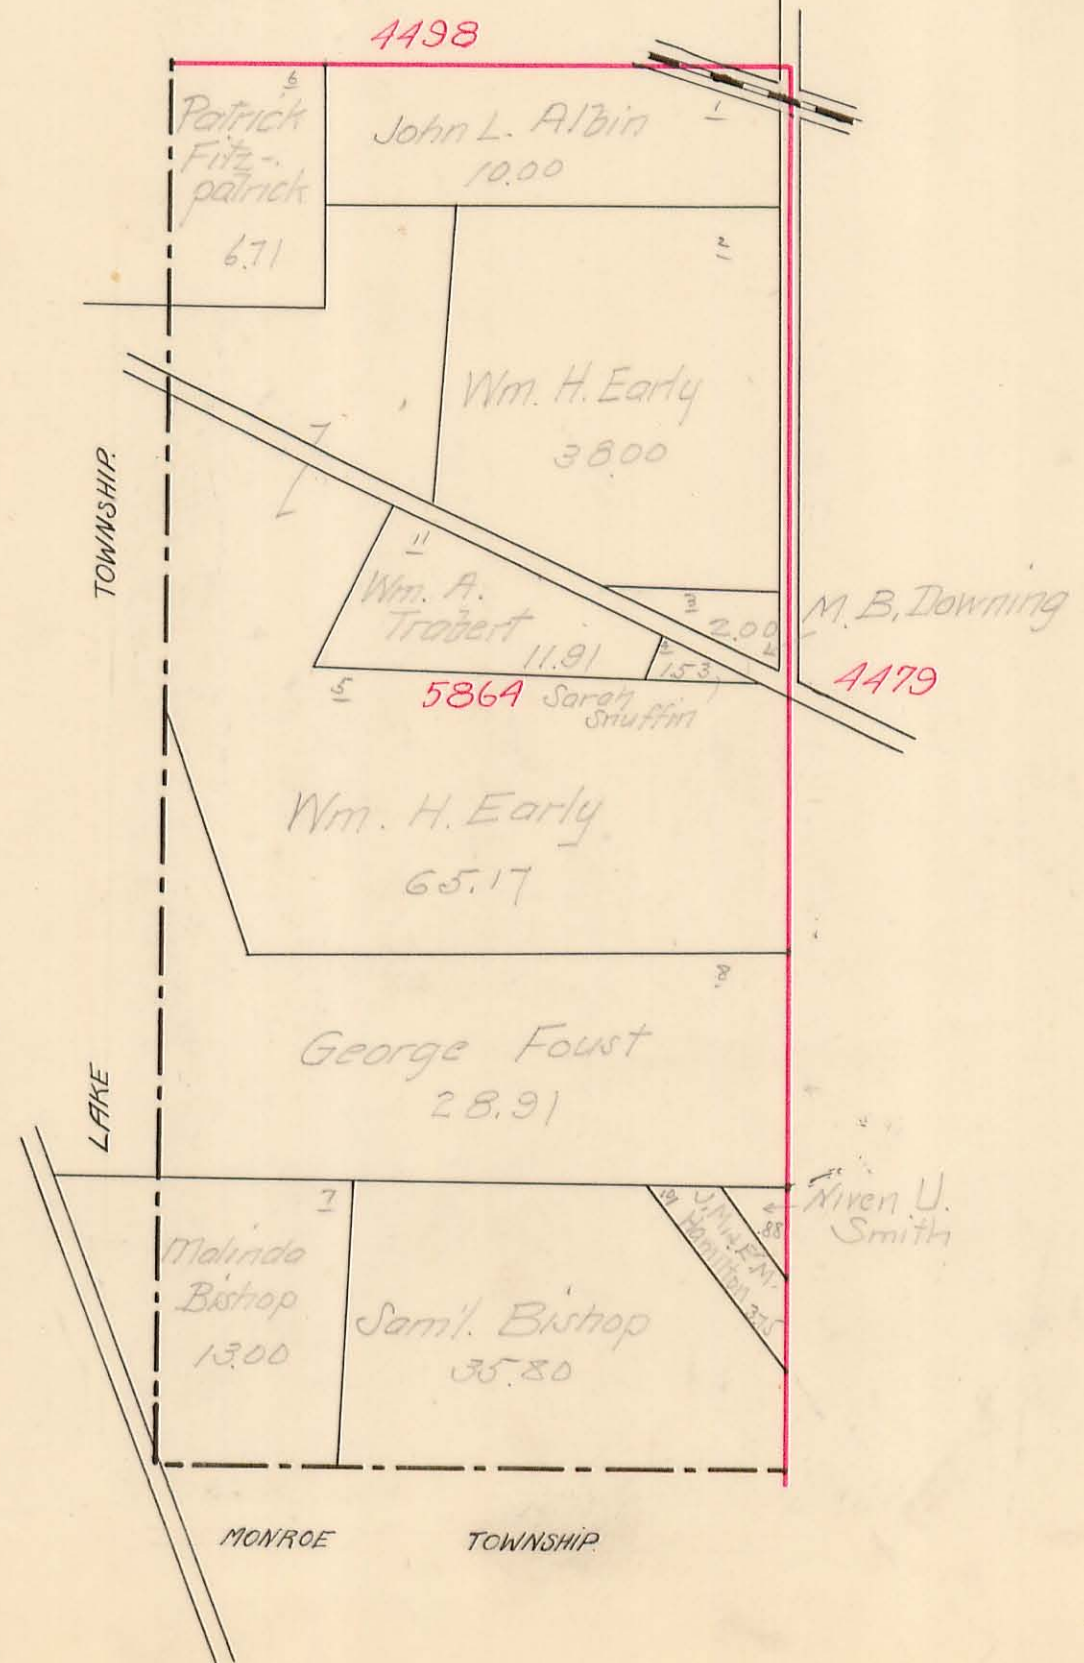 4498
6
Patrick
Fitz-
patrick
6.71
John L. Albin
10.00
1
2
Wm. H. Early
38.00
TOWNSHIP.
11
Wm. A.
Trabert
11.91
3
2.00
M. B. Downing
4
1.53
4479
5
5864
Sarah
Snuffin
Wm. H. Early
65.17
8
George Foust
28.91
LAKE
7
Malinda
Bishop
13.00
Sam'l. Bishop
35.80
Hamilton
3.75
.88
Niven U.
Smith
MONROE TOWNSHIP.